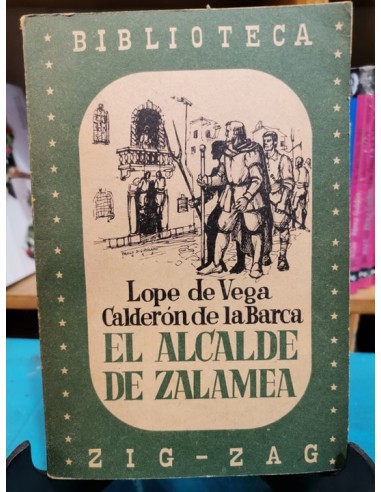 BIBLIOTECA
Lope de Vega
Calderón de la Barca
EL ALCALDE
DE ZALAMEA
ZIG-ZAG